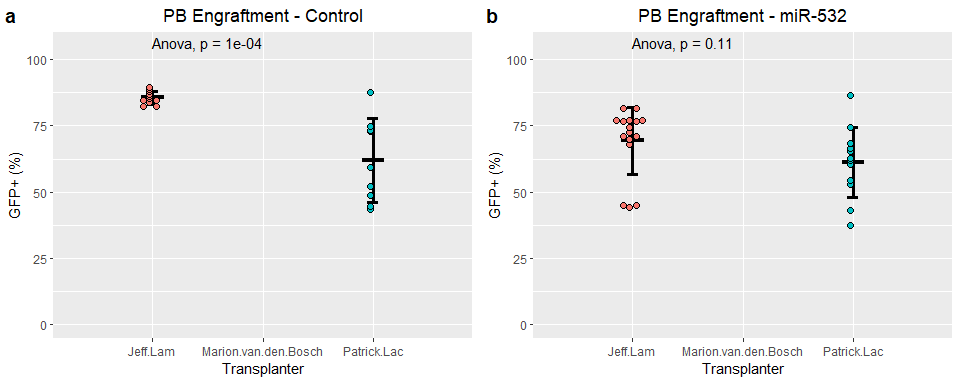 a
PB Engraftment - Control
Anova, p = 1e-04
100
75
50
25
0
GFP+ (%)
Jeff.Lam
Marion.van.den.Bosch
Patrick.Lac
Transplanter
b
PB Engraftment - miR-532
Anova, p = 0.11
100
75
50
25
0
GFP+ (%)
Jeff.Lam
Marion.van.den.Bosch
Patrick.Lac
Transplanter